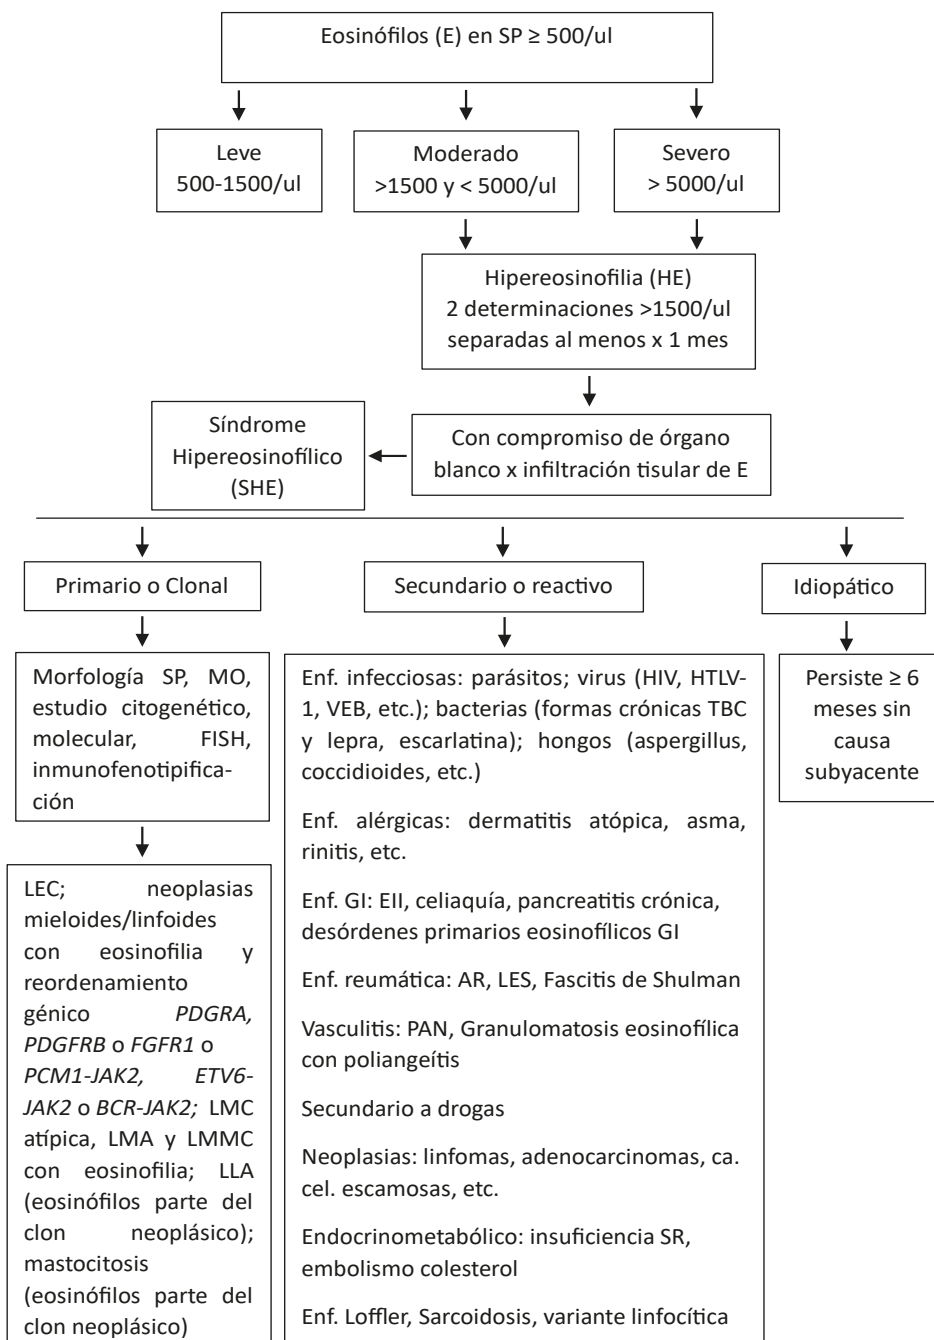 Eosinófilos (E) en SP ≥ 500/ul
Leve
500-1500/ul
Moderado
>1500 y < 5000/ul
Severo
> 5000/ul
Hipereosinofilia (HE)
2 determinaciones >1500/ul
separadas al menos x 1 mes
Con compromiso de órgano
blanco x infiltración tisular de E
Síndrome
Hipereosinofílico
(SHE)
Primario o Clonal
Morfología SP, MO,
estudio citogenético,
molecular, FISH,
inmunofenotipifica-
ción
LEC; neoplasias
mieloides/linfoides
con eosinofilia y
reordenamiento
génico PDGRA,
PDGFRB o FGFR1 o
PCM1-JAK2, ETV6-
JAK2 o BCR-JAK2; LMC
atípica, LMA y LMMC
con eosinofilia; LLA
(eosinófilos parte del
clon neoplásico);
mastocitosis
(eosinófilos parte del
clon neoplásico)
Secundario o reactivo
Enf. infecciosas: parásitos; virus (HIV, HTLV-
1, VEB, etc.); bacterias (formas crónicas TBC
y lepra, escarlatina); hongos (aspergillus,
coccidioides, etc.)
Enf. alérgicas: dermatitis atópica, asma,
rinitis, etc.
Enf. GI: EII, celiaquía, pancreatitis crónica,
desórdenes primarios eosinofílicos GI
Enf. reumática: AR, LES, Fascitis de Shulman
Vasculitis: PAN, Granulomatosis eosinofílica
con poliangeítis
Secundario a drogas
Neoplasias: linfomas, adenocarcinomas, ca.
cel. escamosas, etc.
Endocrinometabólico: insuficiencia SR,
embolismo colesterol
Enf. Loffler, Sarcoidosis, variante linfocítica
Idiopático
Persiste ≥ 6
meses sin
causa
subyacente